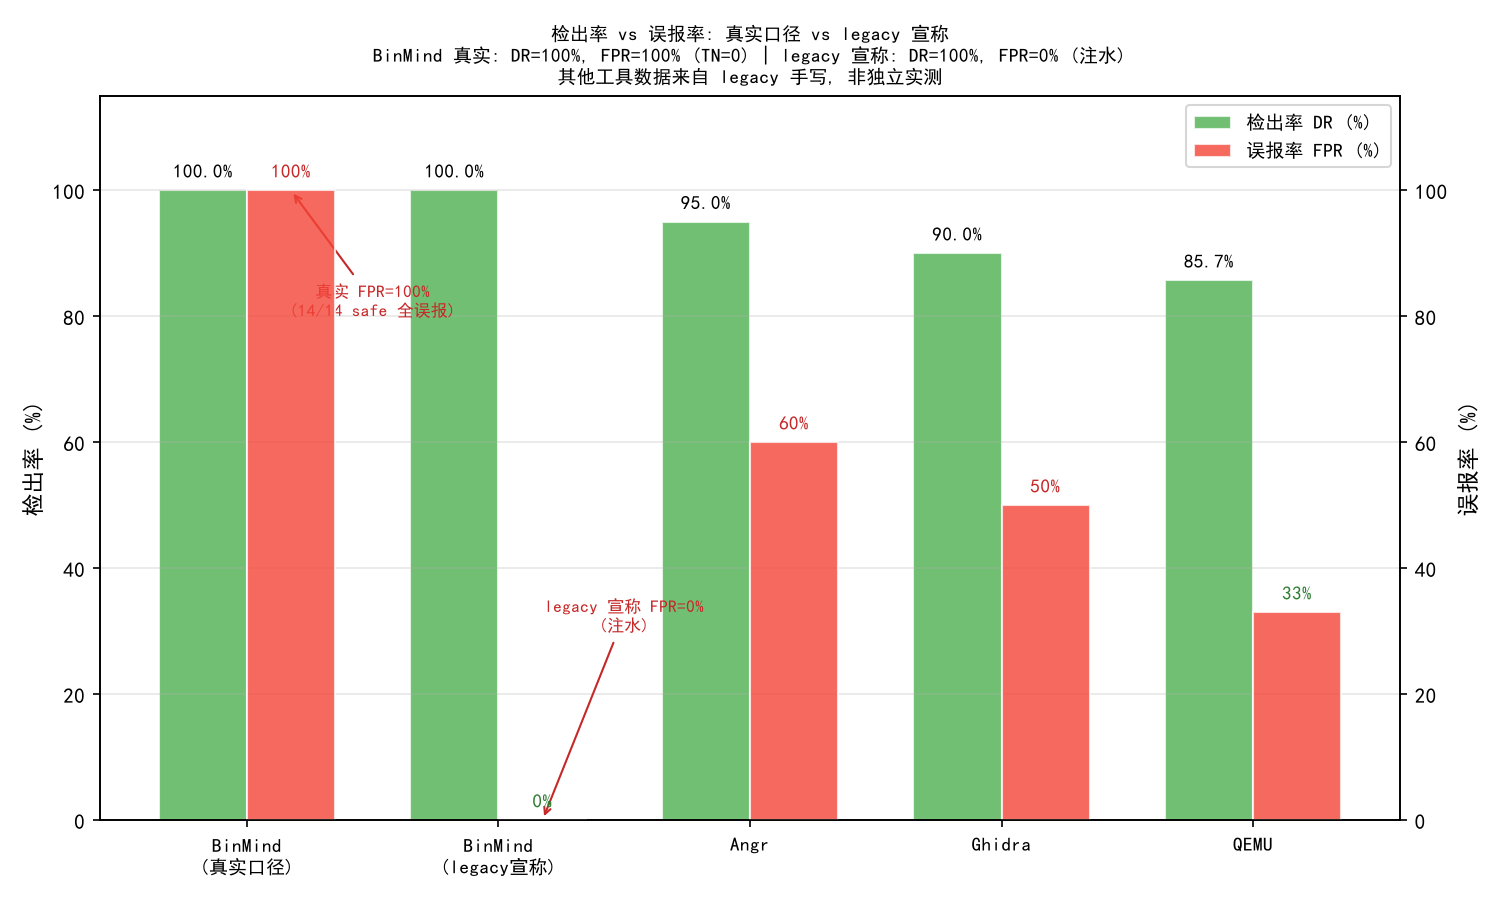 检出率 vs 误报率: 真实口径 vs legacy 宣称
BinMind 真实: DR=100%, FPR=100% (TN=0) | legacy 宣称: DR=100%, FPR=0% (注水)
其他工具数据来自 legacy 手写, 非独立实测
检出率 DR (%)
误报率 FPR (%)
100.0%
100%
100.0%
95.0%
90.0%
85.7%
真实 FPR=100%
(14/14 safe 全误报)
60%
50%
33%
legacy 宣称 FPR=0%
(注水)
0%
检出率 (%)
100
80
60
40
20
0
误报率 (%)
100
80
60
40
20
0
BinMind
(真实口径)
BinMind
(legacy宣称)
Angr
Ghidra
QEMU